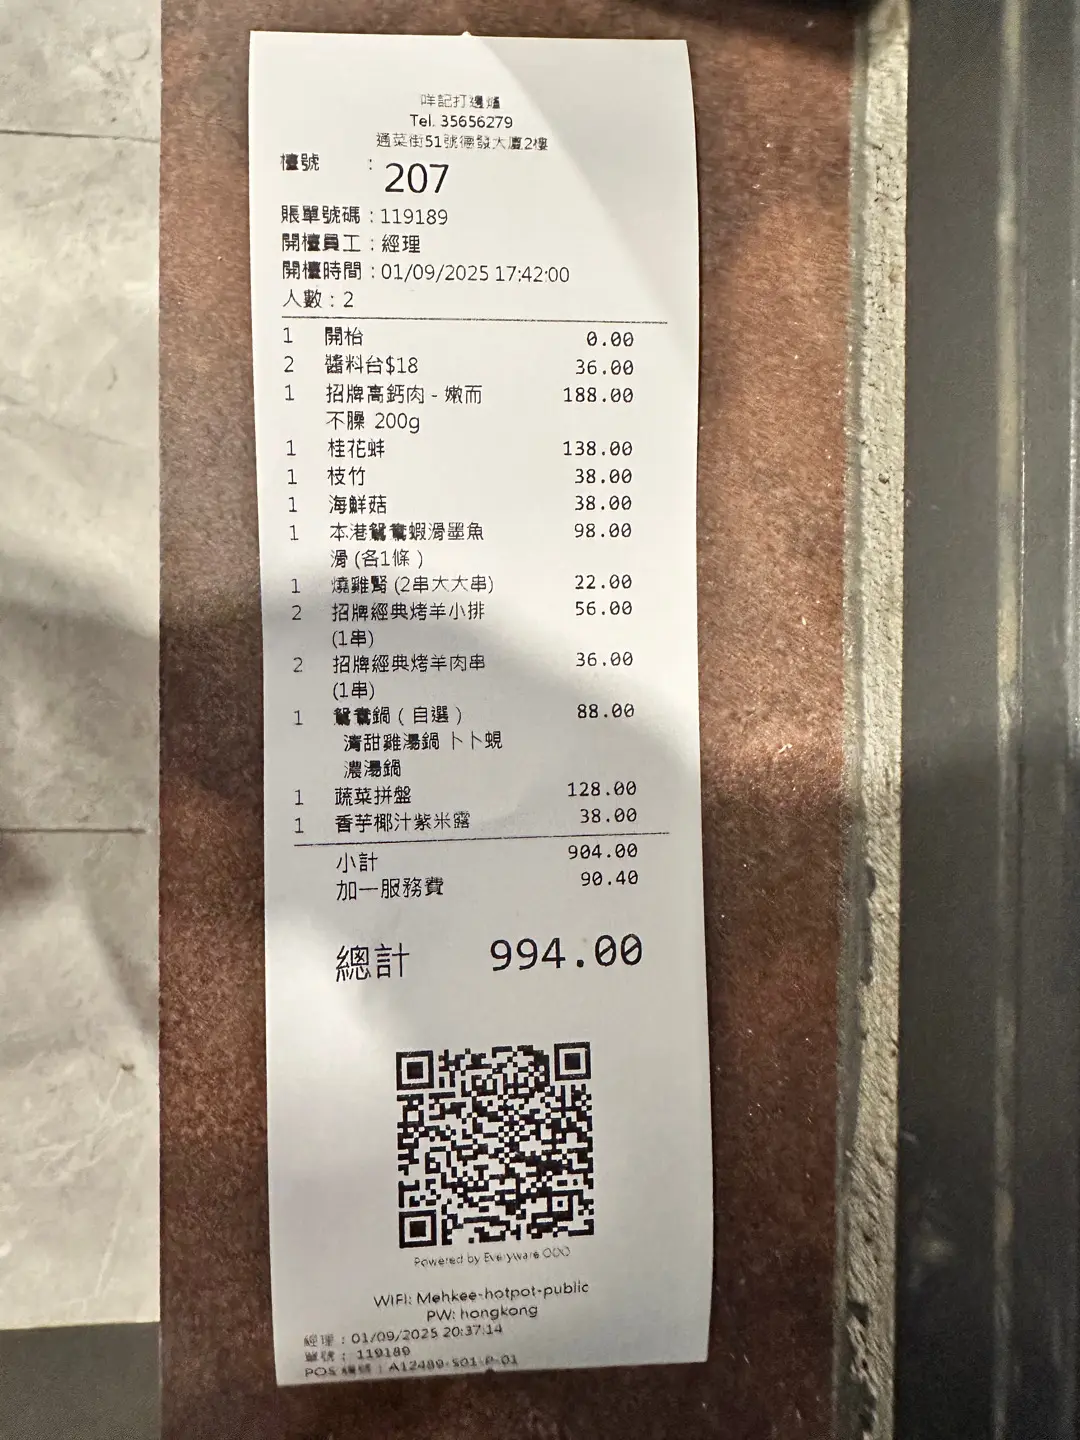 咩記打邊爐
Tel. 35656279
通菜街51號德發大廈2樓
檯號 : 207
賬單號碼 : 119189
開檯員工 : 經理
開檯時間 : 01/09/2025 17:42:00
人數 : 2
1 開枱 0.00
2 醬料台$18 36.00
1 招牌高鈣肉 - 嫩而 188.00
不臊 200g
1 桂花蚌 138.00
1 枝竹 38.00
1 海鮮菇 38.00
1 本港鴛鴦蝦滑墨魚 98.00
滑 (各1條 )
1 燒雞腎 (2串大大串) 22.00
2 招牌經典烤羊小排 56.00
(1串)
2 招牌經典烤羊肉串 36.00
(1串)
1 鴛鴦鍋 ( 自選 ) 88.00
清甜雞湯鍋 卜卜蜆
濃湯鍋
1 蔬菜拼盤 128.00
1 香芋椰汁紫米露 38.00
小計 904.00
加一服務費 90.40
總計 994.00
Powered by Everyware
WIFI: Mehkee-hotpot-public
PW: hongkong
經理 : 01/09/2025 20:37:14
單號 : 119189
POS 編號 : A12489-S01-P-01